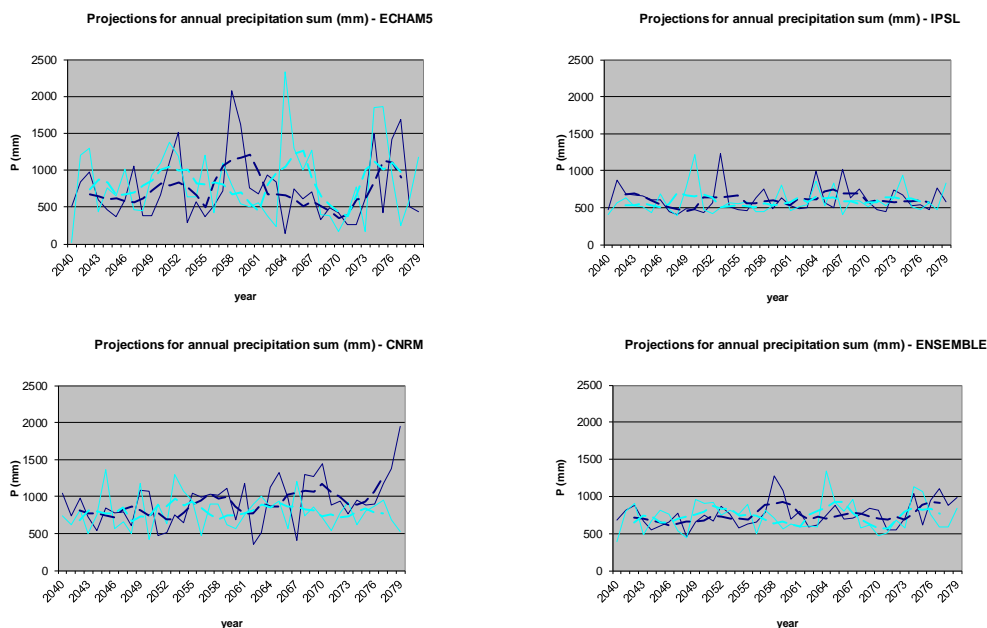 Projections for annual precipitation sum (mm) - ECHAM5
P (mm)
2500
2000
1500
1000
500
0
2040 2043 2046 2049 2052 2055 2058 2061 2064 2067 2070 2073 2076 2079
year
Projections for annual precipitation sum (mm) - IPSL
P (mm)
2500
2000
1500
1000
500
0
2040 2043 2046 2049 2052 2055 2058 2061 2064 2067 2070 2073 2076 2079
year
Projections for annual precipitation sum (mm) - CNRM
P (mm)
2500
2000
1500
1000
500
0
2040 2043 2046 2049 2052 2055 2058 2061 2064 2067 2070 2073 2076 2079
year
Projections for annual precipitation sum (mm) - ENSEMBLE
P (mm)
2500
2000
1500
1000
500
0
2040 2043 2046 2049 2052 2055 2058 2061 2064 2067 2070 2073 2076 2079
year